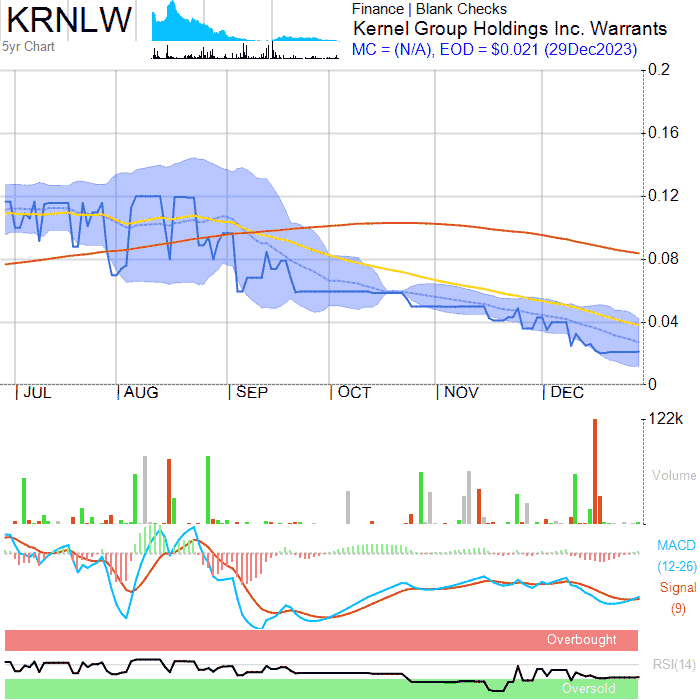 KRNLW
5yr Chart
Finance | Blank Checks
Kernel Group Holdings Inc. Warrants
MC = (N/A), EOD = $0.021 (29Dec2023)
0.2
0.16
0.12
0.08
0.04
0
JUL AUG SEP OCT NOV DEC
122k
Volume
MACD
(12-26)
Signal
(9)
Overbought
RSI(14)
Oversold